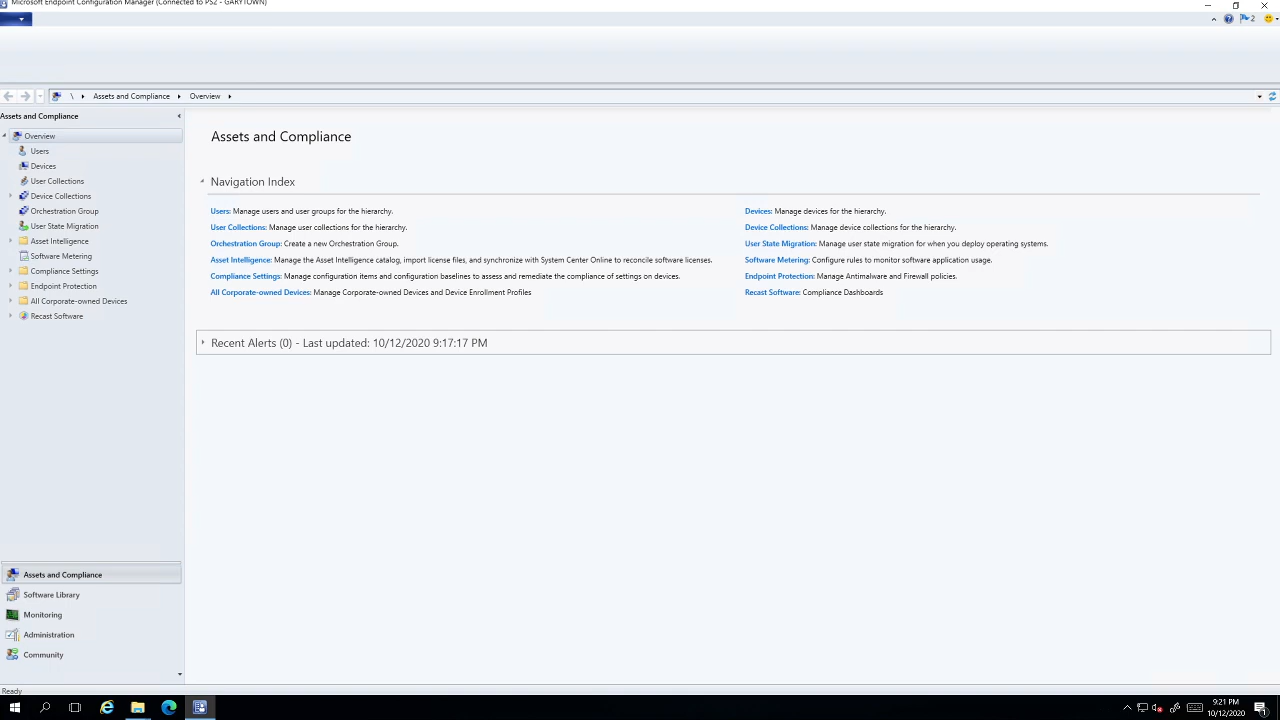 Microsoft Endpoint Configuration Manager (Connected to PS2 - GARYTOWN)
2
\ Assets and Compliance Overview
Assets and Compliance
Overview
Users
Devices
User Collections
Device Collections
Orchestration Group
User State Migration
Asset Intelligence
Software Metering
Compliance Settings
Endpoint Protection
All Corporate-owned Devices
Recast Software
Assets and Compliance
Software Library
Monitoring
Administration
Community
Assets and Compliance
Navigation Index
Users: Manage users and user groups for the hierarchy.
Devices: Manage devices for the hierarchy.
User Collections: Manage user collections for the hierarchy.
Device Collections: Manage device collections for the hierarchy.
Orchestration Group: Create a new Orchestration Group.
User State Migration: Manage user state migration for when you deploy operating systems.
Asset Intelligence: Manage the Asset Intelligence catalog, import license files, and synchronize with System Center Online to reconcile software licenses.
Software Metering: Configure rules to monitor software application usage.
Compliance Settings: Manage configuration items and configuration baselines to assess and remediate the compliance of settings on devices.
Endpoint Protection: Manage Antimalware and Firewall policies.
All Corporate-owned Devices: Manage Corporate-owned Devices and Device Enrollment Profiles
Recast Software: Compliance Dashboards
Recent Alerts (0) - Last updated: 10/12/2020 9:17:17 PM
Ready
9:21 PM
10/12/2020
1